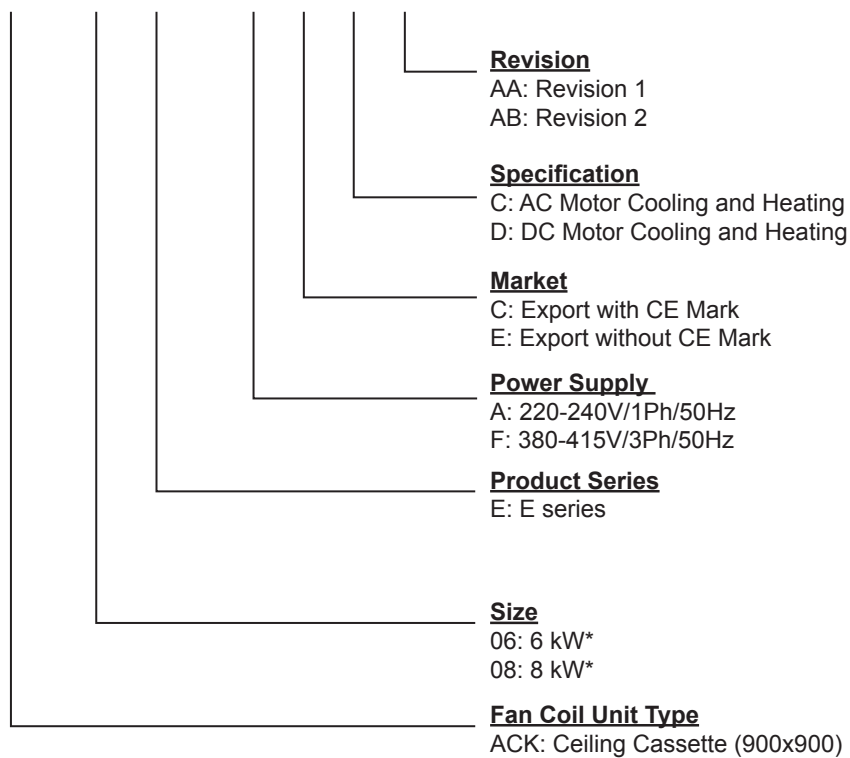 Revision
AA: Revision 1
AB: Revision 2
Specification
C: AC Motor Cooling and Heating
D: DC Motor Cooling and Heating
Market
C: Export with CE Mark
E: Export without CE Mark
Power Supply
A: 220-240V/1Ph/50Hz
F: 380-415V/3Ph/50Hz
Product Series
E: E series
Size
06: 6 kW*
08: 8 kW*
Fan Coil Unit Type
ACK: Ceiling Cassette (900x900)